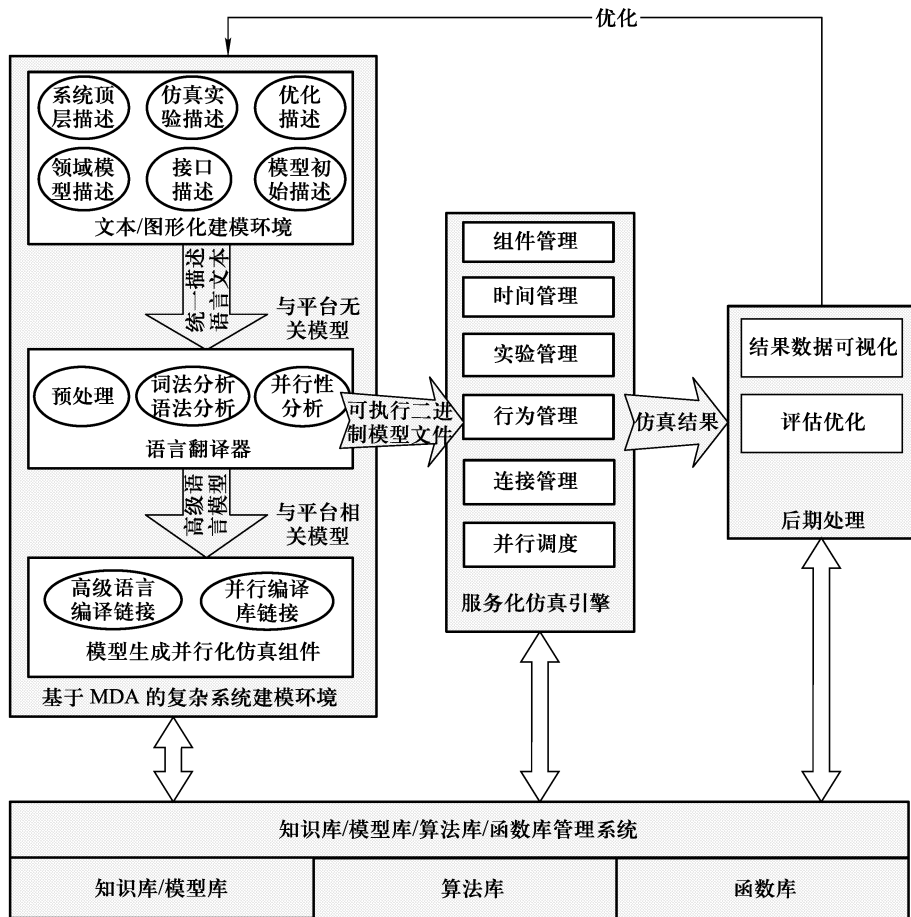 优化
系统顶
层描述
仿真实
验描述
优化
描述
领域模
型描述
接口
描述
模型初
始描述
文本/图形化建模环境
统一描述
语言文本
与平台无
关模型
预处理
词法分析
语法分析
并行性
分析
语言翻译器
高级语
言模型
与平台相
关模型
高级语言
编译链接
并行编译
库链接
模型生成并行化仿真组件
基于 MDA 的复杂系统建模环境
可执行二进
制模型文件
组件管理
时间管理
实验管理
行为管理
连接管理
并行调度
服务化仿真引擎
仿真结果
结果数据可视化
评估优化
后期处理
知识库/模型库/算法库/函数库管理系统
知识库/模型库
算法库
函数库